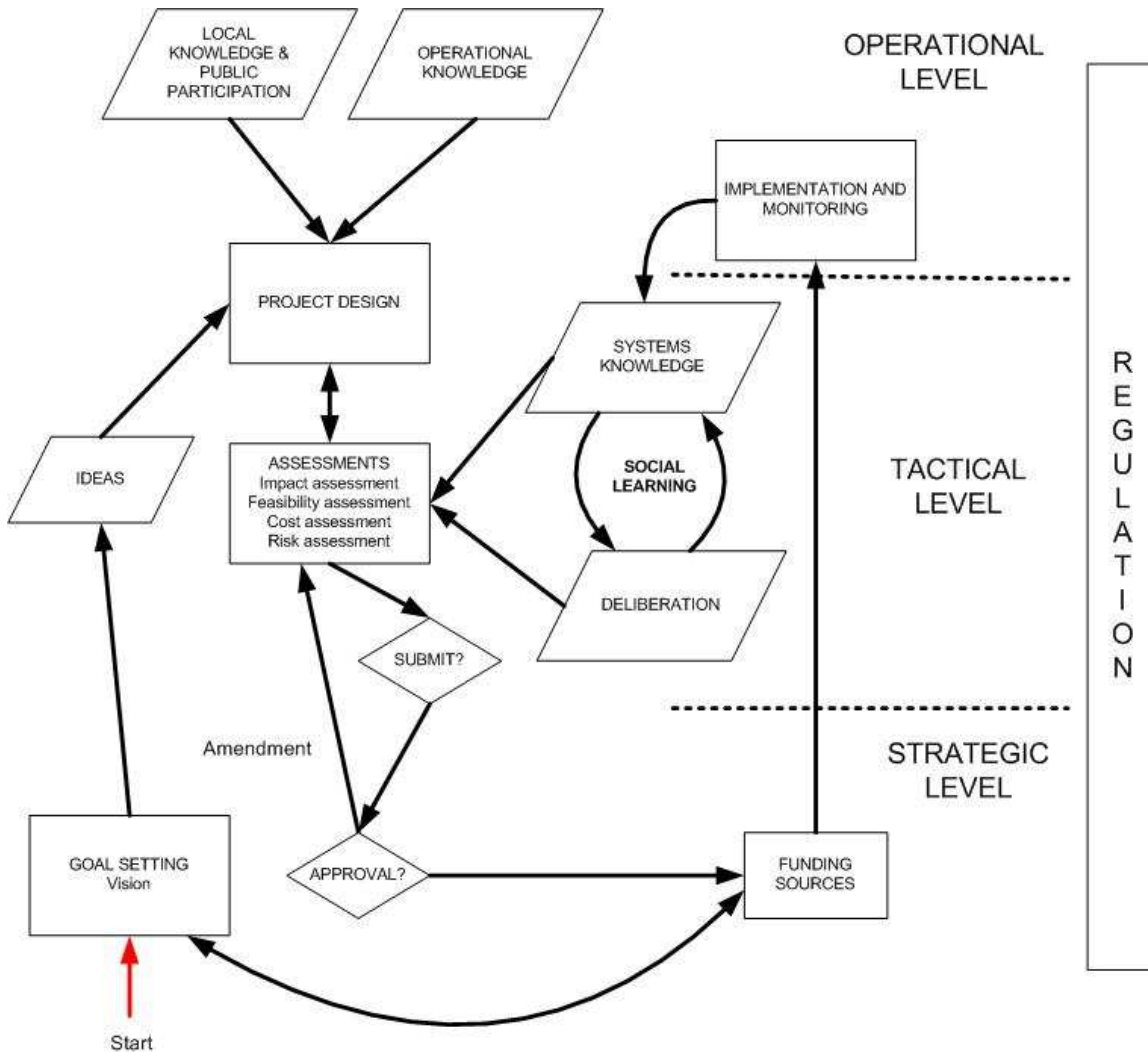 LOCAL
KNOWLEDGE &
PUBLIC
PARTICIPATION
OPERATIONAL
KNOWLEDGE
OPERATIONAL
LEVEL
IMPLEMENTATION AND
MONITORING
PROJECT DESIGN
SYSTEMS
KNOWLEDGE
IDEAS
ASSESSMENTS
Impact assessment
Feasibility assessment
Cost assessment
Risk assessment
SOCIAL
LEARNING
TACTICAL
LEVEL
DELIBERATION
SUBMIT?
Amendment
STRATEGIC
LEVEL
GOAL SETTING
Vision
APPROVAL?
FUNDING
SOURCES
Start
REGULATION